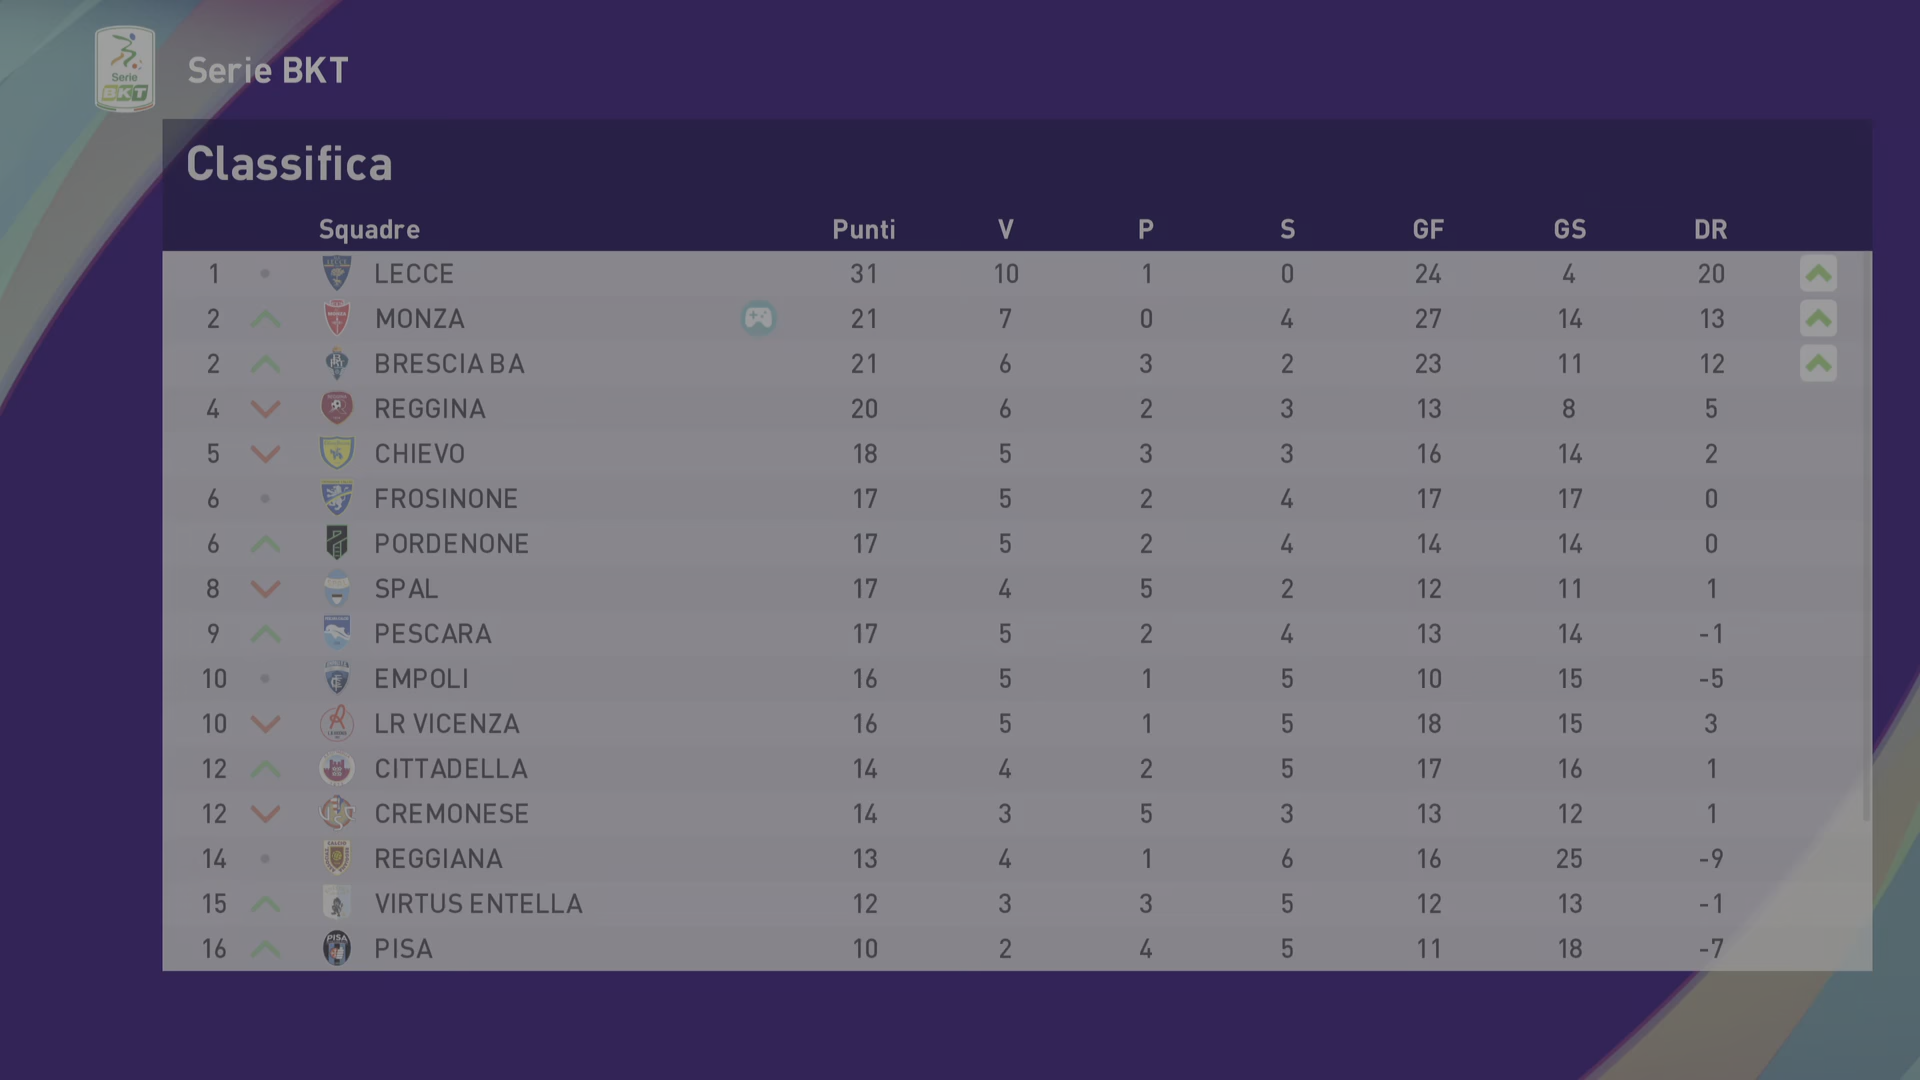 Serie BKT
Serie BKT
Classifica
Squadre Punti V P S GF GS DR
1 LECCE 31 10 1 0 24 4 20
2 MONZA 21 7 0 4 27 14 13
2 BRESCIA BA 21 6 3 2 23 11 12
4 REGGINA 20 6 2 3 13 8 5
5 CHIEVO 18 5 3 3 16 14 2
6 FROSINONE 17 5 2 4 17 17 0
6 PORDENONE 17 5 2 4 14 14 0
8 SPAL 17 4 5 2 12 11 1
9 PESCARA 17 5 2 4 13 14 -1
10 EMPOLI 16 5 1 5 10 15 -5
10 LR VICENZA 16 5 1 5 18 15 3
12 CITTADELLA 14 4 2 5 17 16 1
12 CREMONESE 14 3 5 3 13 12 1
14 REGGIANA 13 4 1 6 16 25 -9
15 VIRTUS ENTELLA 12 3 3 5 12 13 -1
16 PISA 10 2 4 5 11 18 -7